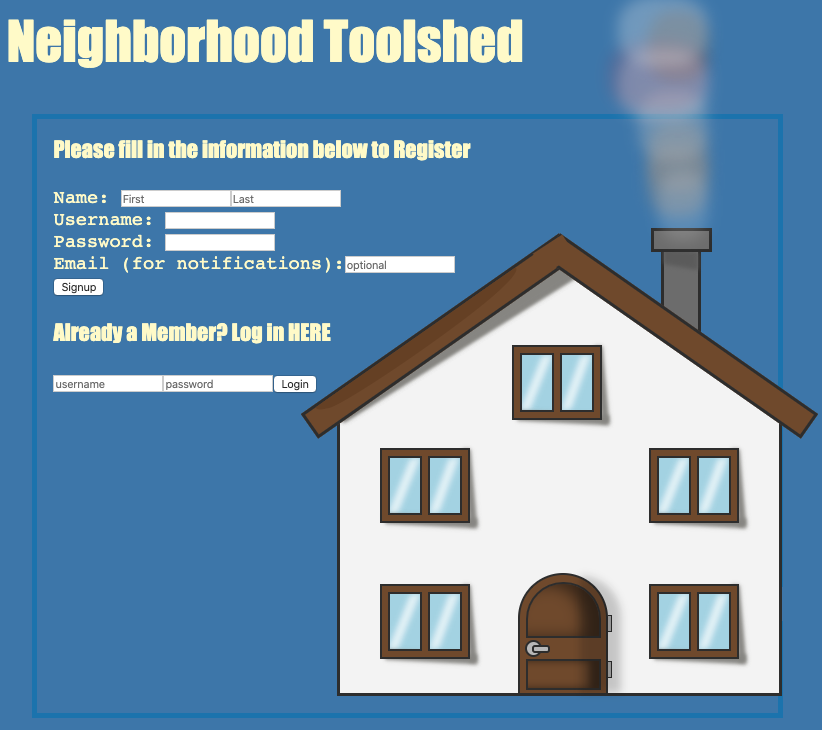 Neighborhood Toolshed
Please fill in the information below to Register
Name: First Last
Username:
Password:
Email (for notifications): optional
Signup
Already a Member? Log in HERE
username password Login